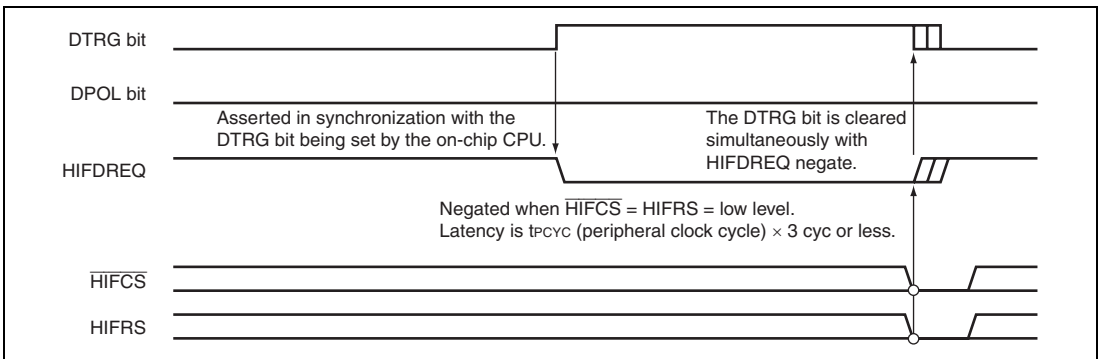 DTRG bit
DPOL bit
Asserted in synchronization with the
DTRG bit being set by the on-chip CPU.
The DTRG bit is cleared
simultaneously with
HIFDREQ negate.
HIFDREQ
Negated when HIFCS = HIFRS = low level.
Latency is tPCYC (peripheral clock cycle) × 3 cyc or less.
HIFCS
HIFRS